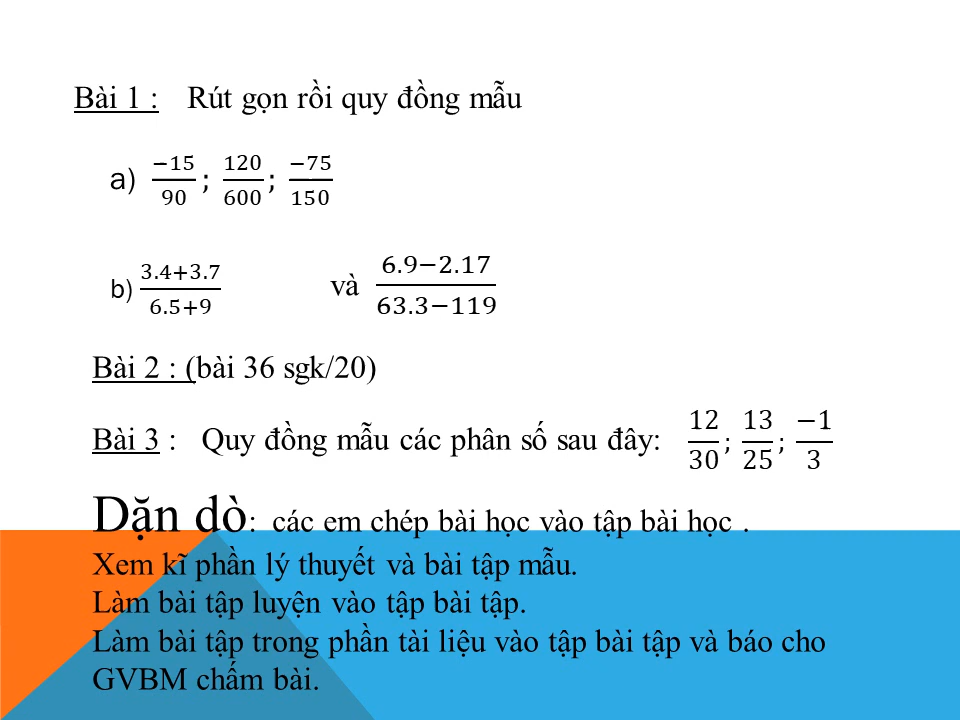 Bài 1 : Rút gọn rồi quy đồng mẫu
a) −15/90 ; 120/600 ; −75/150
b) 3.4+3.7/6.5+9 và 6.9−2.17/63.3−119
Bài 2 : (bài 36 sgk/20)
Bài 3 : Quy đồng mẫu các phân số sau đây: 12/30 ; 13/25 ; −1/3
Dặn dò: các em chép bài học vào tập bài học .
Xem kĩ phần lý thuyết và bài tập mẫu.
Làm bài tập luyện vào tập bài tập.
Làm bài tập trong phần tài liệu vào tập bài tập và báo cho
GVBM chấm bài.